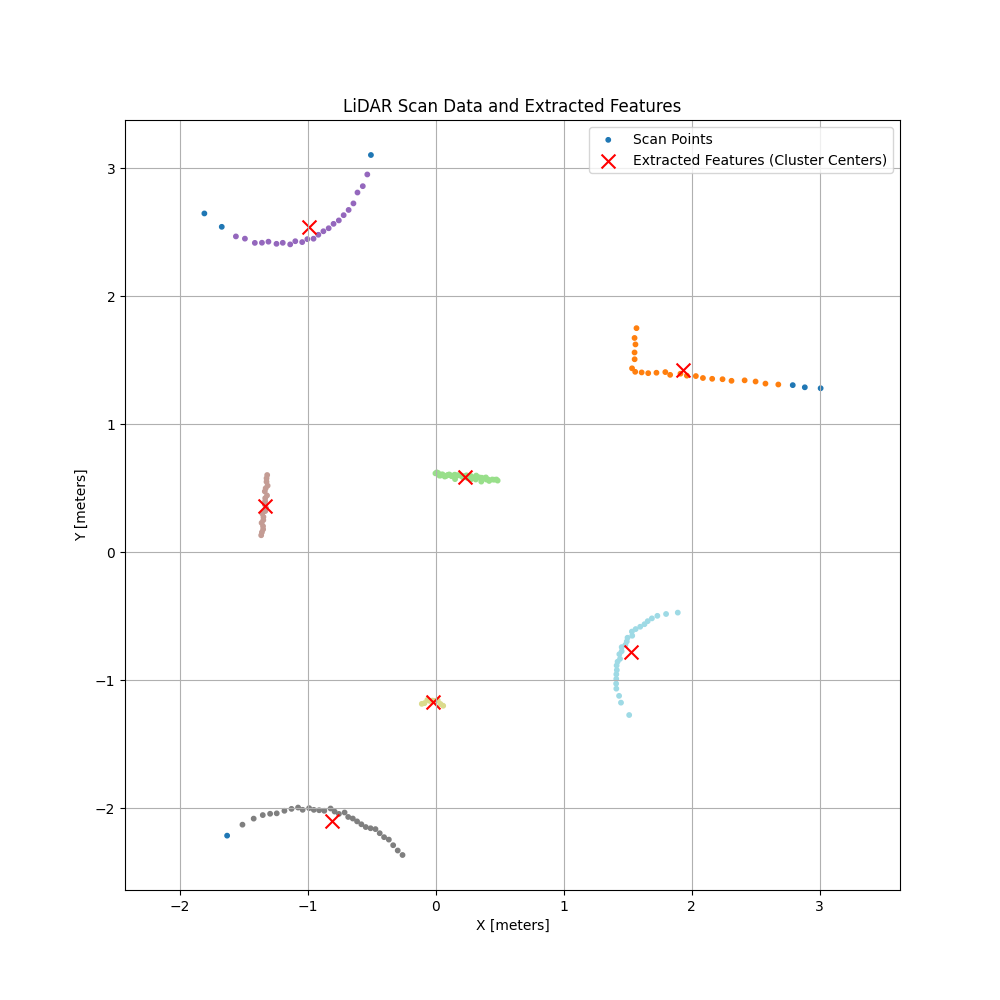 LiDAR Scan Data and Extracted Features
Scan Points
Extracted Features (Cluster Centers)
3
2
1
0
−1
−2
Y [meters]
−2
−1
0
1
2
3
X [meters]